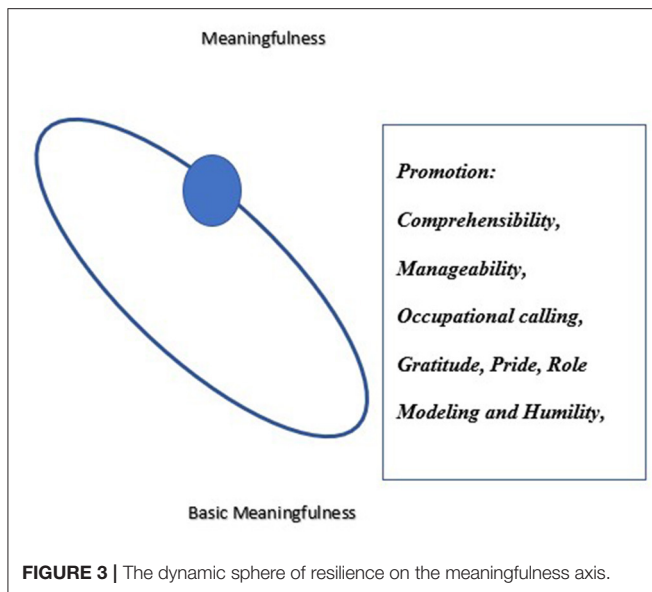 Meaningfulness
Promotion:
Comprehensibility,
Manageability,
Occupational calling,
Gratitude, Pride, Role
Modeling and Humility,
Basic Meaningfulness
FIGURE 3 | The dynamic sphere of resilience on the meaningfulness axis.